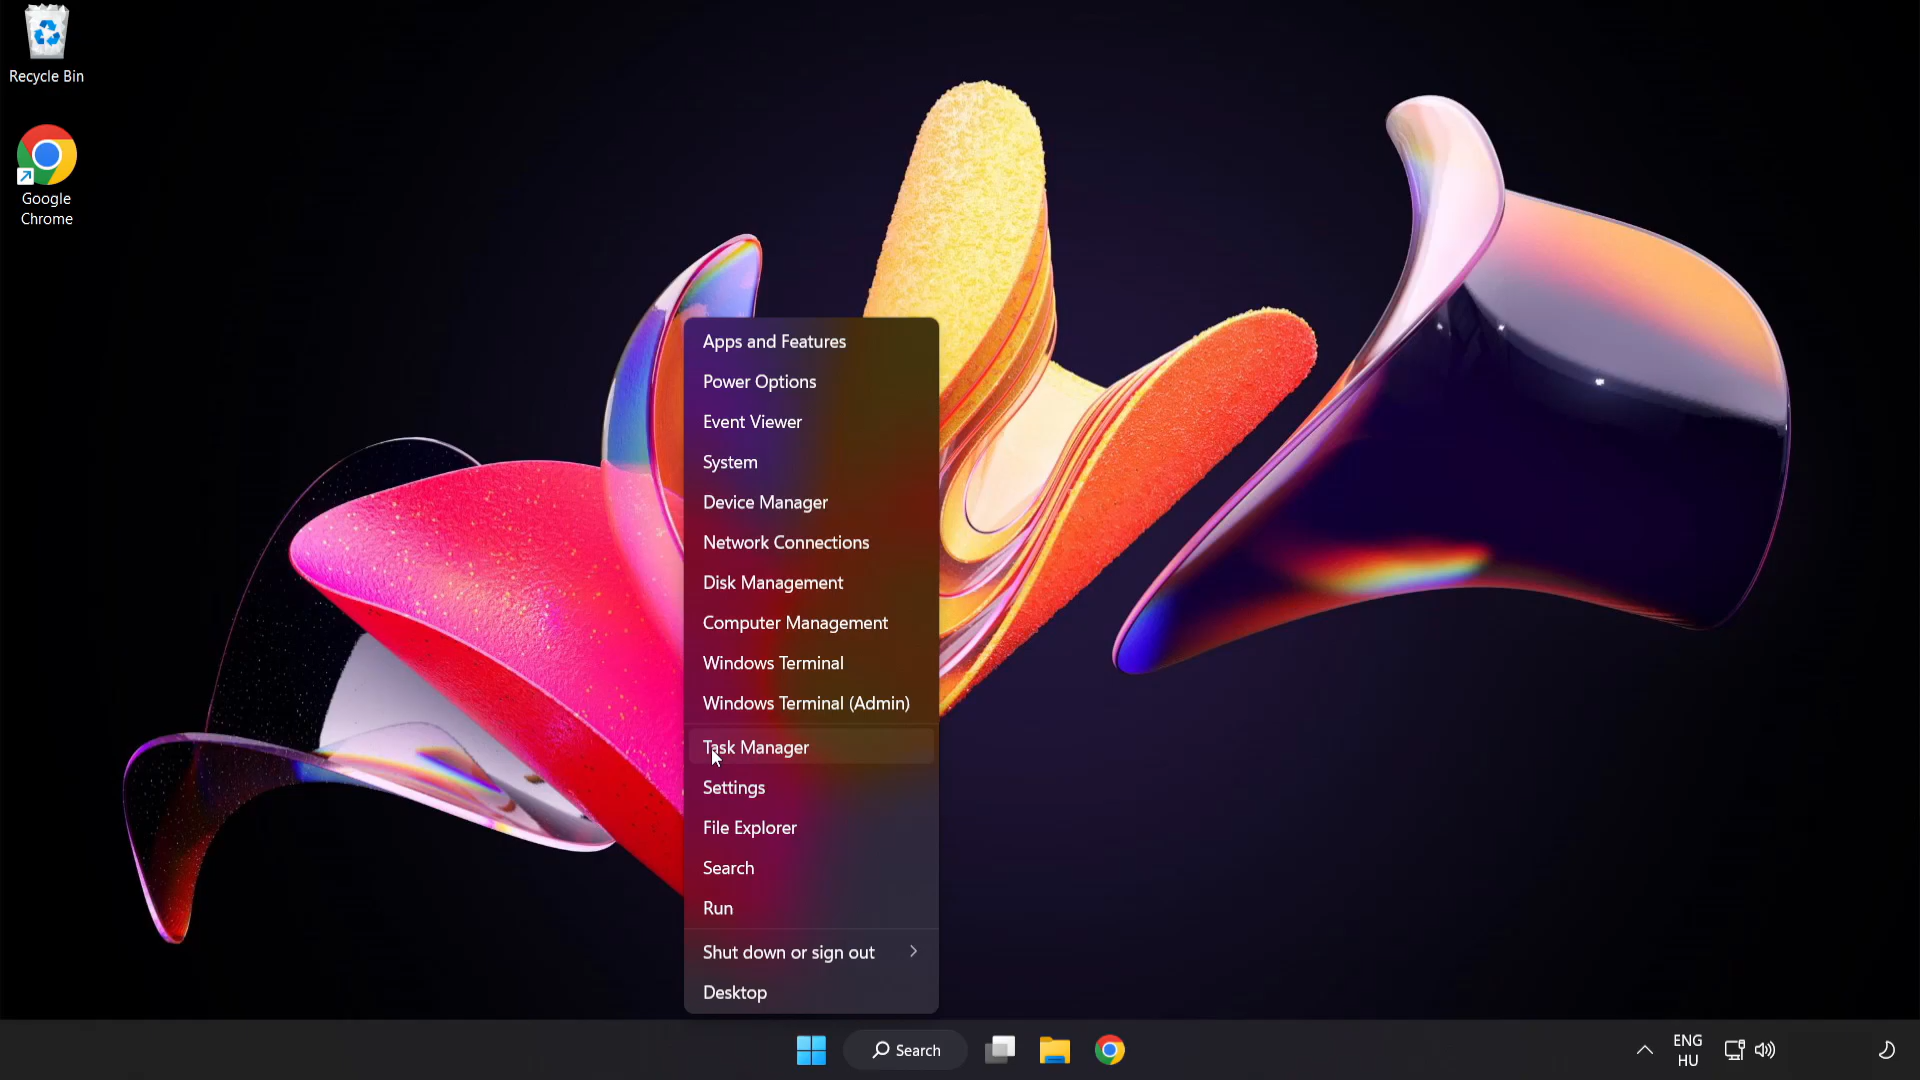 Recycle Bin
Google
Chrome
Apps and Features
Power Options
Event Viewer
System
Device Manager
Network Connections
Disk Management
Computer Management
Windows Terminal
Windows Terminal (Admin)
Task Manager
Settings
File Explorer
Search
Run
Shut down or sign out
Desktop
Search
ENG
HU